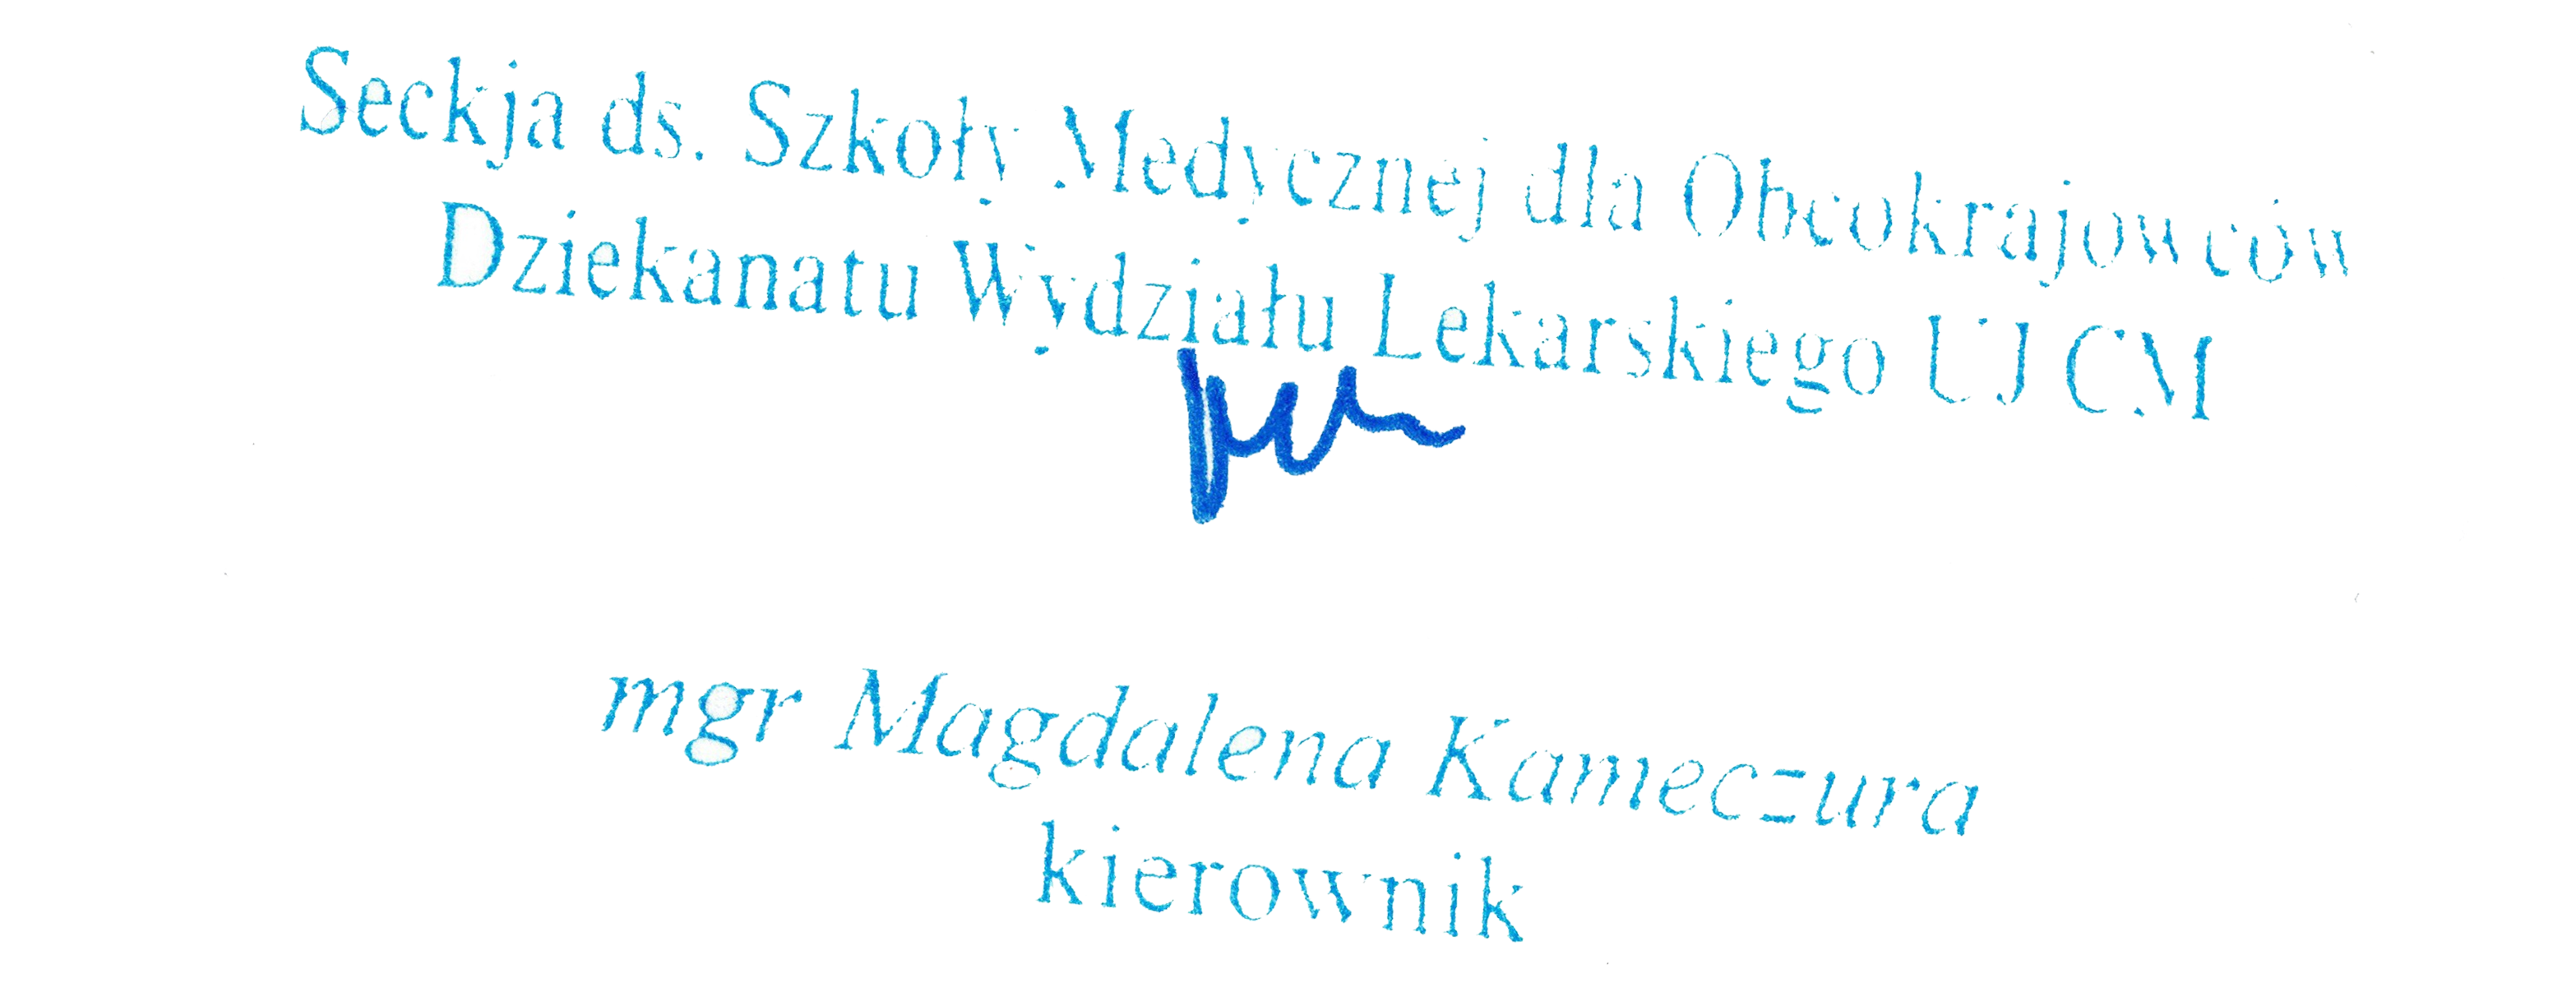 Seckja ds. Szkoły Medycznej dla Obcokrajowców
Dziekanatu Wydziału Lekarskiego UJ CM
mgr Magdalena Kameczura
kierownik